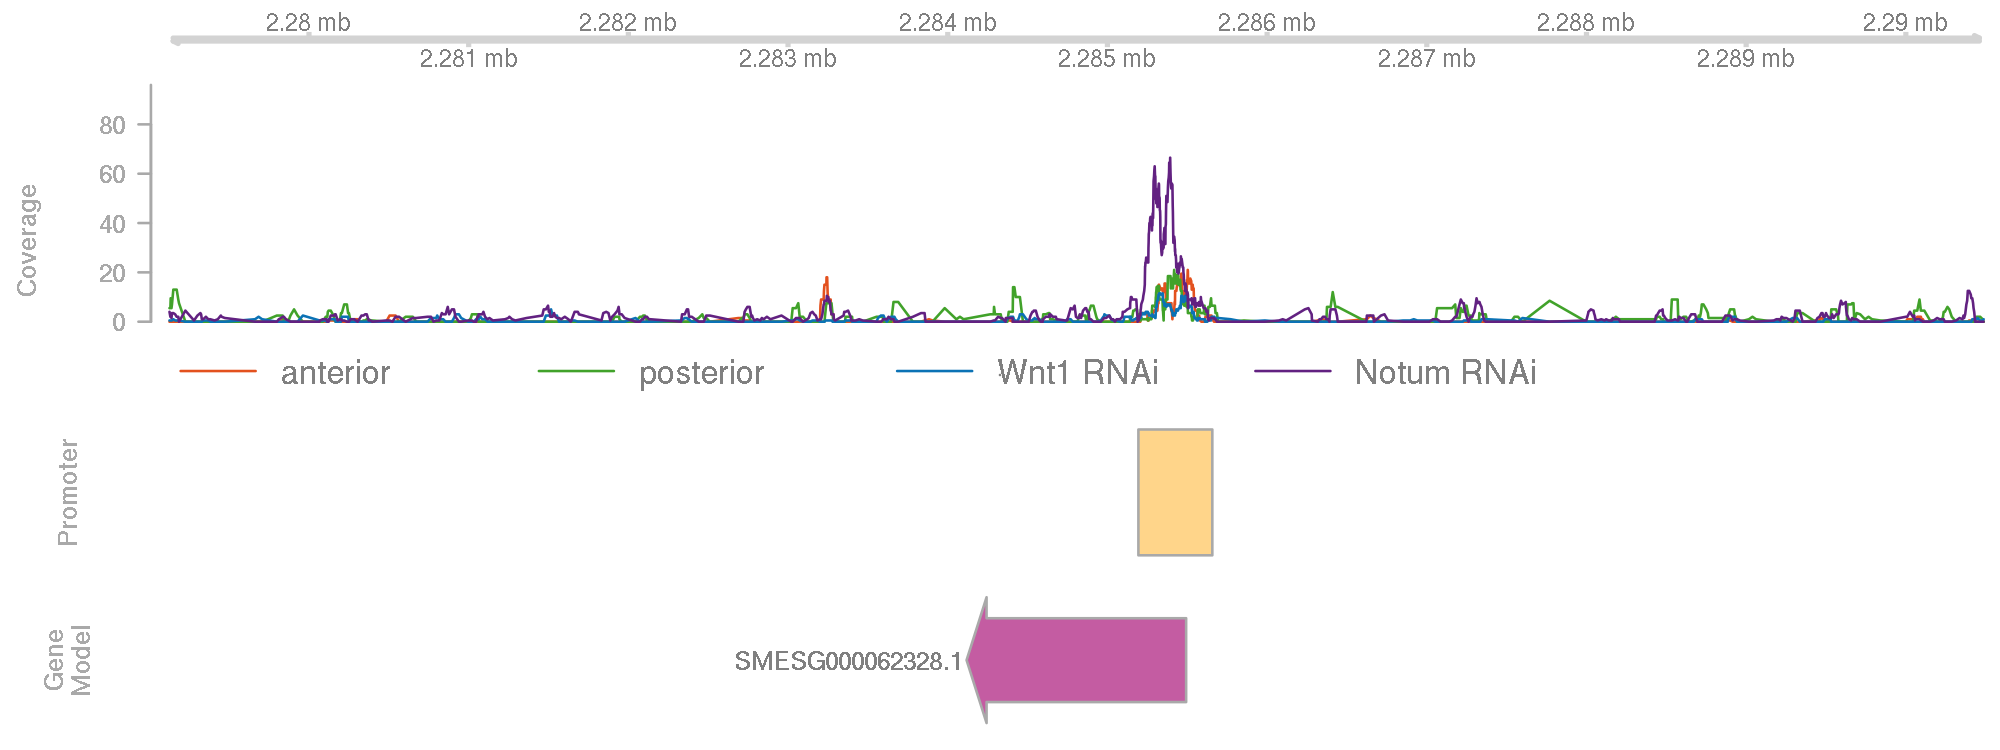 2.28 mb 2.282 mb 2.284 mb 2.286 mb 2.288 mb 2.29 mb
2.281 mb 2.283 mb 2.285 mb 2.287 mb 2.289 mb
Coverage
80
60
40
20
0
anterior posterior Wnt1 RNAi Notum RNAi
Promoter
Gene
Model
SMESG000062328.1